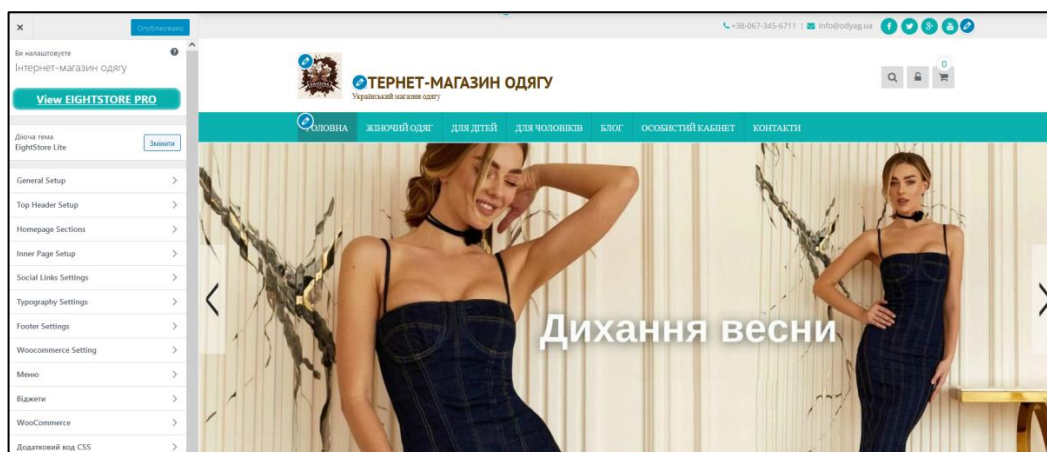 Опубліковано
Ви налаштовуєте
Інтернет-магазин одягу
View EIGHTSTORE PRO
Діюча тема
EightStore Lite
Змінити
General Setup
Top Header Setup
Homepage Sections
Inner Page Setup
Social Links Settings
Typography Settings
Footer Settings
Woocommerce Setting
Меню
Віджети
WooCommerce
Додатковий код CSS
+38-067-345-6711 | info@odyag.ua
ТЕРНЕТ-МАГАЗИН ОДЯГУ
Український магазин одягу
0
ГОЛОВНА ЖІНОЧИЙ ОДЯГ ДЛЯ ДІТЕЙ ДЛЯ ЧОЛОВІКІВ БЛОГ ОСОБИСТИЙ КАБІНЕТ КОНТАКТИ
Дихання весни